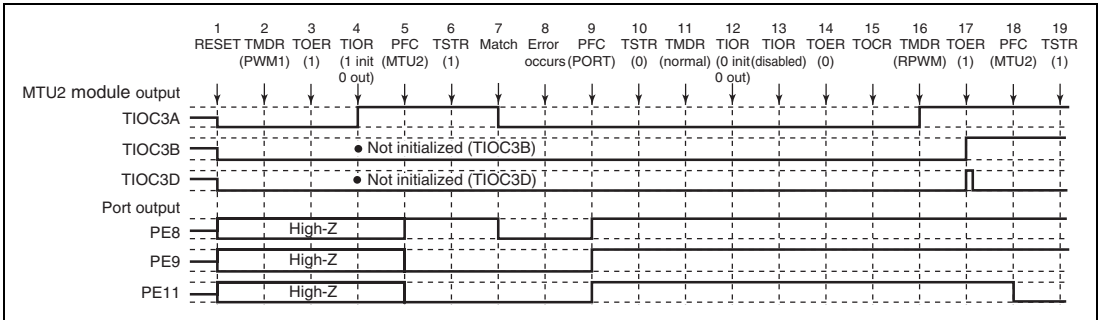 1 2 3 4 5 6 7 8 9 10 11 12 13 14 15 16 17 18 19
RESET TMDR TOER TIOR PFC TSTR Match Error PFC TSTR TMDR TIOR TIOR TOER TOCR TMDR TOER PFC TSTR
(PWM1) (1) (1 init (MTU2) (1) occurs (PORT) (0) (normal) (0 init (disabled) (0) (RPWM) (1) (MTU2) (1)
0 out) 0 out)
MTU2 module output
TIOC3A
TIOC3B • Not initialized (TIOC3B)
TIOC3D • Not initialized (TIOC3D)
Port output
PE8 High-Z
PE9 High-Z
PE11 High-Z